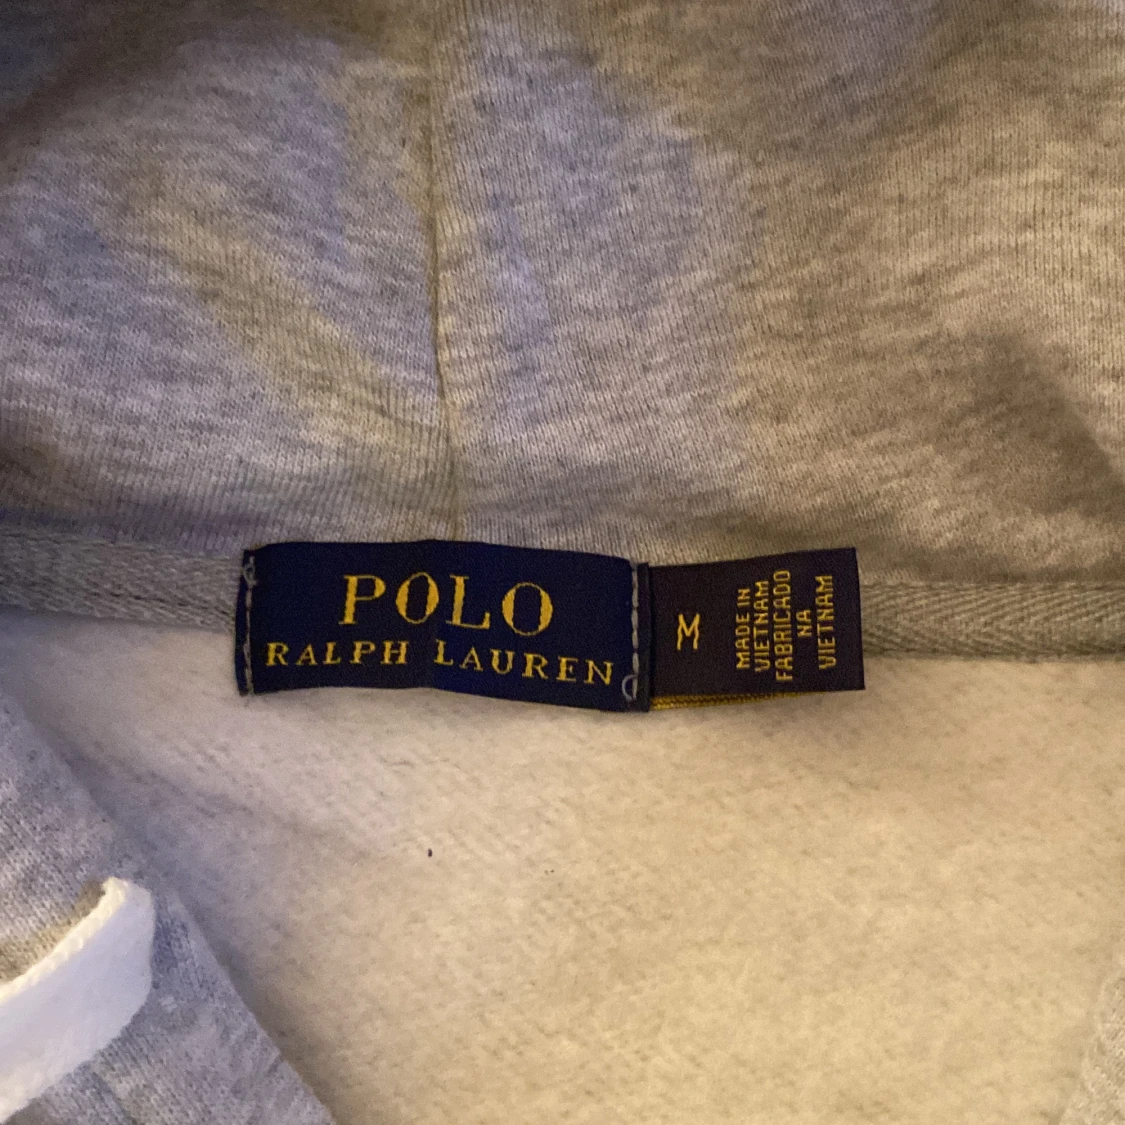 POLO
RALPH LAUREN
M
MADE IN
VIETNAM
FABRICADO
NA
VIETNAM